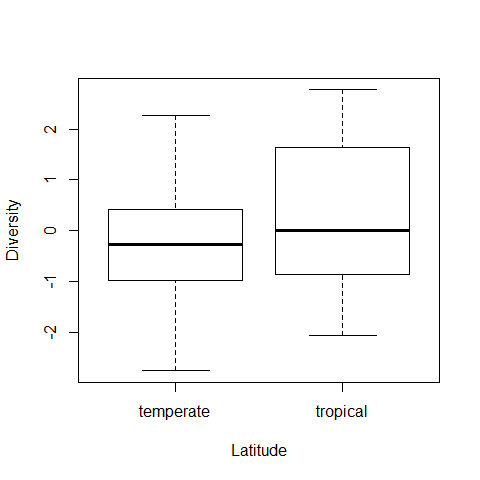 Diversity
2
1
0
-1
-2
temperate
tropical
Latitude